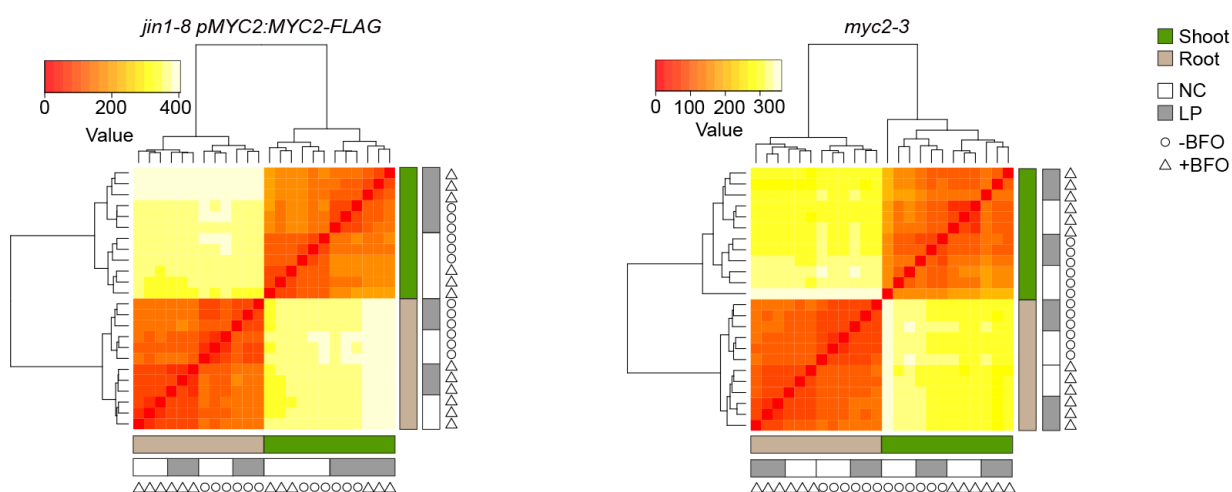 jin1-8 pMYC2:MYC2-FLAG
0 200 400
Value
myc2-3
0 100 200 300
Value
Shoot
Root
NC
LP
-BFO
+BFO